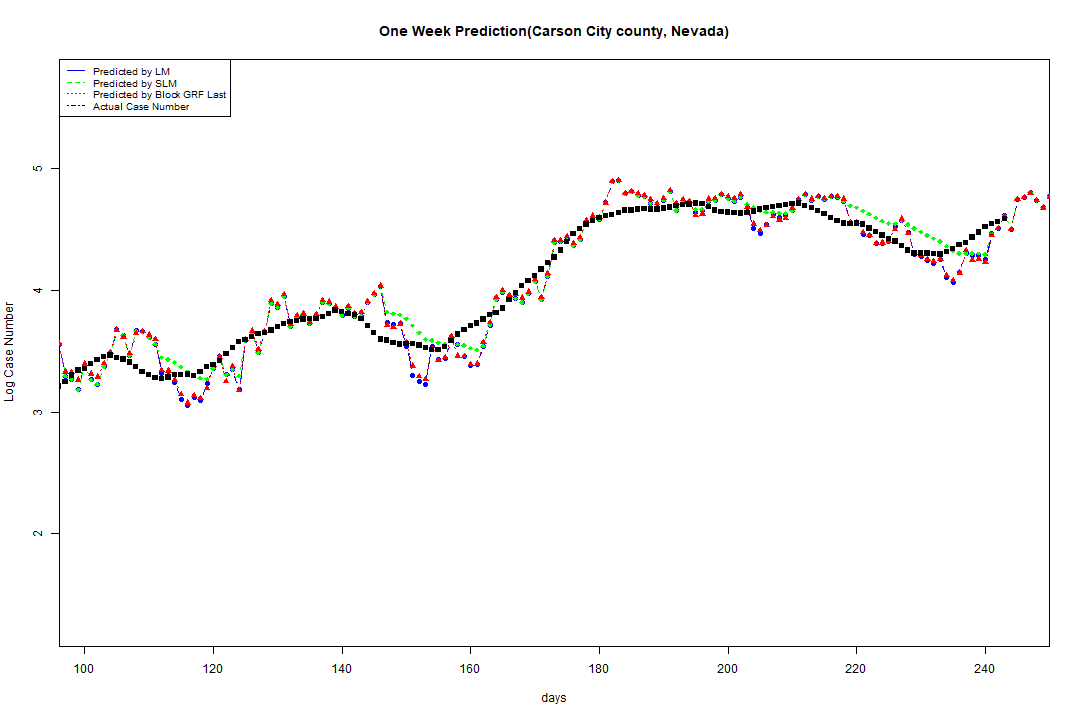 One Week Prediction(Carson City county, Nevada)
Predicted by LM
Predicted by SLM
Predicted by Block GRF Last
Actual Case Number
5
4
3
2
Log Case Number
100 120 140 160 180 200 220 240
days